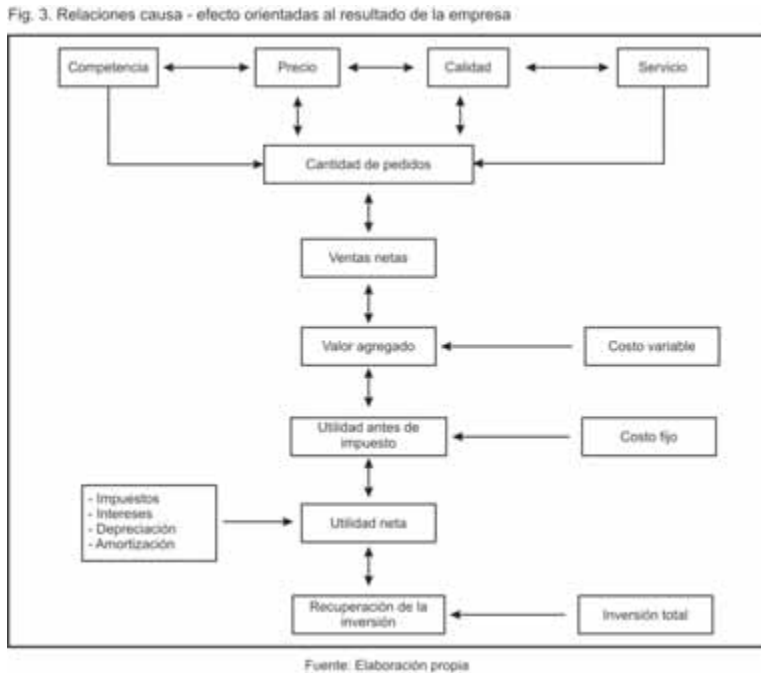 Fig. 3. Relaciones causa - efecto orientadas al resultado de la empresa
Competencia
Precio
Calidad
Servicio
Cantidad de pedidos
Ventas netas
Valor agregado
Costo variable
Utilidad antes de
impuesto
Costo fijo
- Impuestos
- Intereses
- Depreciación
- Amortización
Utilidad neta
Recuperación de la
inversión
Inversión total
Fuente: Elaboración propia